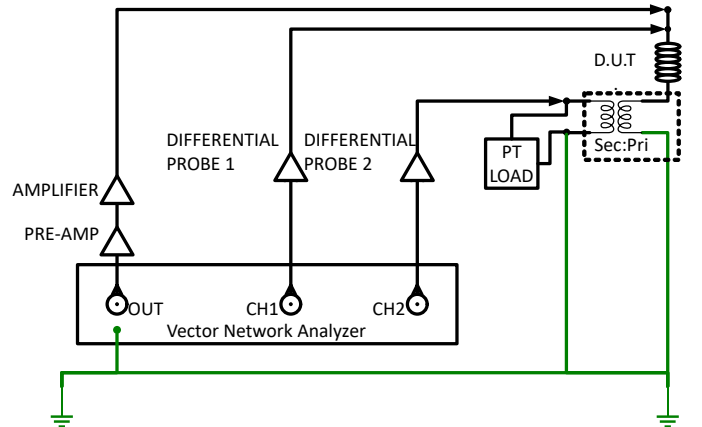 D.U.T
DIFFERENTIAL
PROBE 1
DIFFERENTIAL
PROBE 2
PT
LOAD
Sec:Pri
AMPLIFIER
PRE-AMP
OUT
CH1
CH2
Vector Network Analyzer